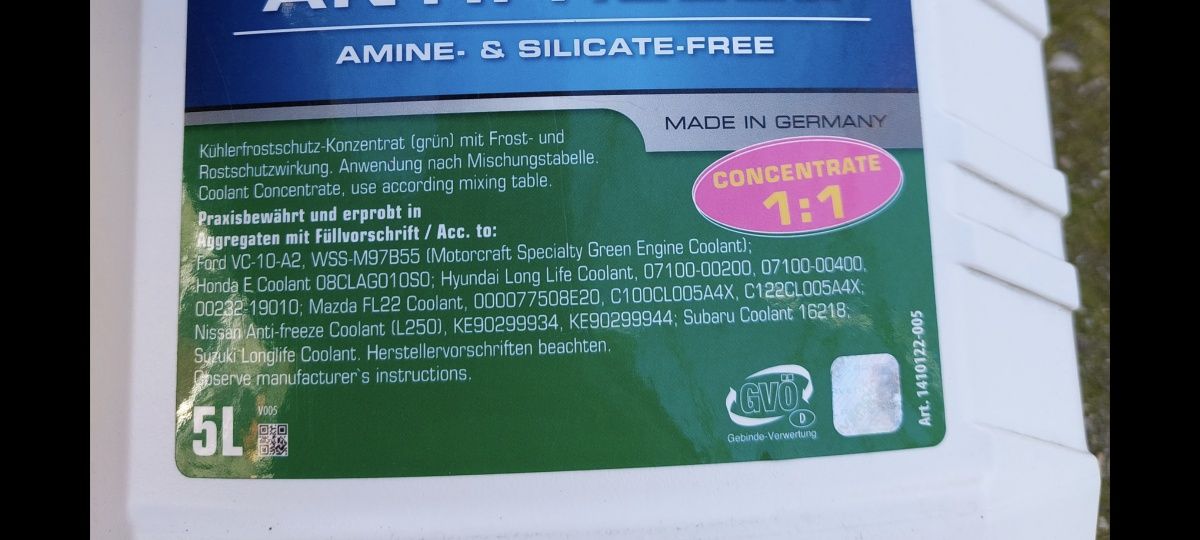 AMINE- & SILICATE-FREE
MADE IN GERMANY
Kühlerfrostschutz-Konzentrat (grün) mit Frost- und
Rostschutzwirkung. Anwendung nach Mischungstabelle.
Coolant Concentrate, use according mixing table.
CONCENTRATE
1:1
Praxisbewährt und erprobt in
Aggregaten mit Füllvorschrift / Acc. to:
Ford VC-10-A2, WSS-M97B55 (Motorcraft Specialty Green Engine Coolant);
Honda E Coolant 08CLAG010S0; Hyundai Long Life Coolant, 07100-00200, 07100-00400,
00232-19010; Mazda FL22 Coolant, 000077508E20, C100CL005A4X, C122CL005A4X;
Nissan Anti-freeze Coolant (L250), KE90299934, KE90299944; Subaru Coolant 16218;
Suzuki Longlife Coolant. Herstellervorschriften beachten.
Observe manufacturer`s instructions.
5L
V005
GVÖ
D
Gebinde-Verwertung
Art. 1410122-005